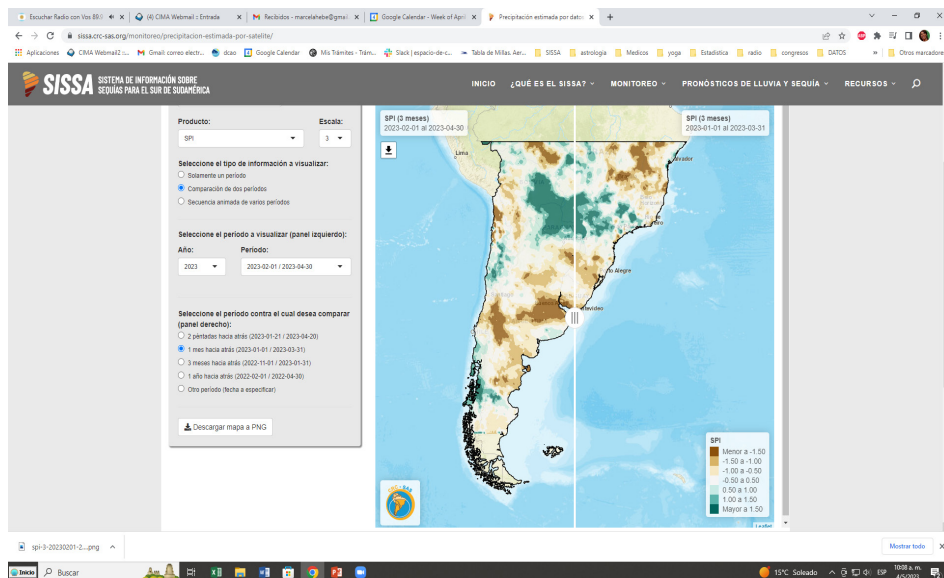 Escuchar Radio con Vos 89.9
(4) CIMA Webmail :: Entrada
Recibidos - marcelahebe@gmail.c
Google Calendar - Week of April
Precipitación estimada por detec
sissa.crc-sas.org/monitoreo/precipitacion-estimada-por-satelite/
Aplicaciones
CIMA Webmail2 ::...
Gmail: correo electr...
dcao
Google Calendar
Mis Trámites - Trám...
Slack | espacio-de-c...
Tabla de Millas. Aer...
SISSA
astrologia
Medicos
yoga
Estadistica
radio
congresos
DATOS
»
Otros marcadores
SISSA
SISTEMA DE INFORMACIÓN SOBRE
SEQUÍAS PARA EL SUR DE SUDAMÉRICA
INICIO
¿QUÉ ES EL SISSA?
MONITOREO
PRONÓSTICOS DE LLUVIA Y SEQUÍA
RECURSOS
Producto:
Escala:
SPI
3
Seleccione el tipo de información a visualizar:
Solamente un período
Comparación de dos períodos
Secuencia animada de varios períodos
Seleccione el período a visualizar (panel izquierdo):
Año:
Período:
2023
2023-02-01 / 2023-04-30
Seleccione el período contra el cual desea comparar
(panel derecho):
2 péntadas hacia atrás (2023-01-21 / 2023-04-20)
1 mes hacia atrás (2023-01-01 / 2023-03-31)
3 meses hacia atrás (2022-11-01 / 2023-01-31)
1 año hacia atrás (2022-02-01 / 2022-04-30)
Otro período (fecha a especificar)
Descargar mapa a PNG
SPI (3 meses)
2023-02-01 al 2023-04-30
SPI (3 meses)
2023-01-01 al 2023-03-31
Lima
Alegre
SPI
Menor a -1.50
-1.50 a -1.00
-1.00 a -0.50
-0.50 a 0.50
0.50 a 1.00
1.00 a 1.50
Mayor a 1.50
CRC - SAS
Leaflet
spi-3-20230201-2....png
Mostrar todo
Inicio
Buscar
15°C Soleado
ESP
10:08 a. m.
4/5/2023